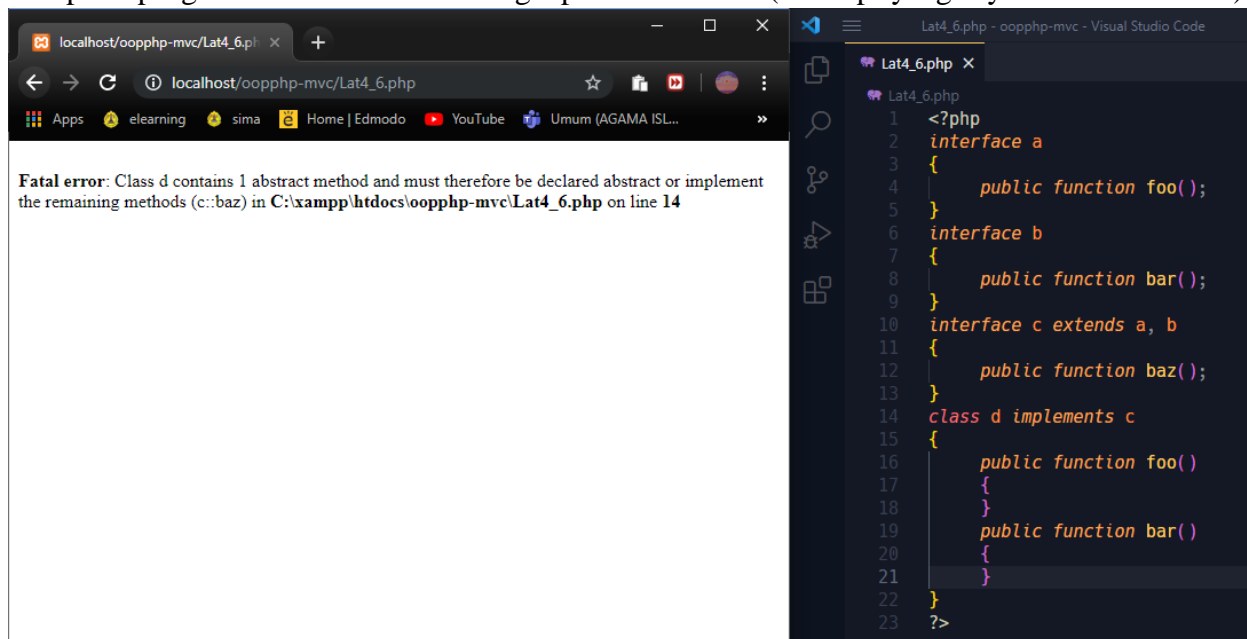 localhost/oopphp-mvc/Lat4_6.ph
localhost/oopphp-mvc/Lat4_6.php
Apps elearning sima Home | Edmodo YouTube Umum (AGAMA ISL... »
Fatal error: Class d contains 1 abstract method and must therefore be declared abstract or implement
the remaining methods (c::baz) in C:\xampp\htdocs\oopphp-mvc\Lat4_6.php on line 14
Lat4_6.php - oopphp-mvc - Visual Studio Code
Lat4_6.php
Lat4_6.php
1 <?php
2 interface a
3 {
4 public function foo();
5 }
6 interface b
7 {
8 public function bar();
9 }
10 interface c extends a, b
11 {
12 public function baz();
13 }
14 class d implements c
15 {
16 public function foo()
17 {
18 }
19 public function bar()
20 {
21 }
22 }
23 ?>